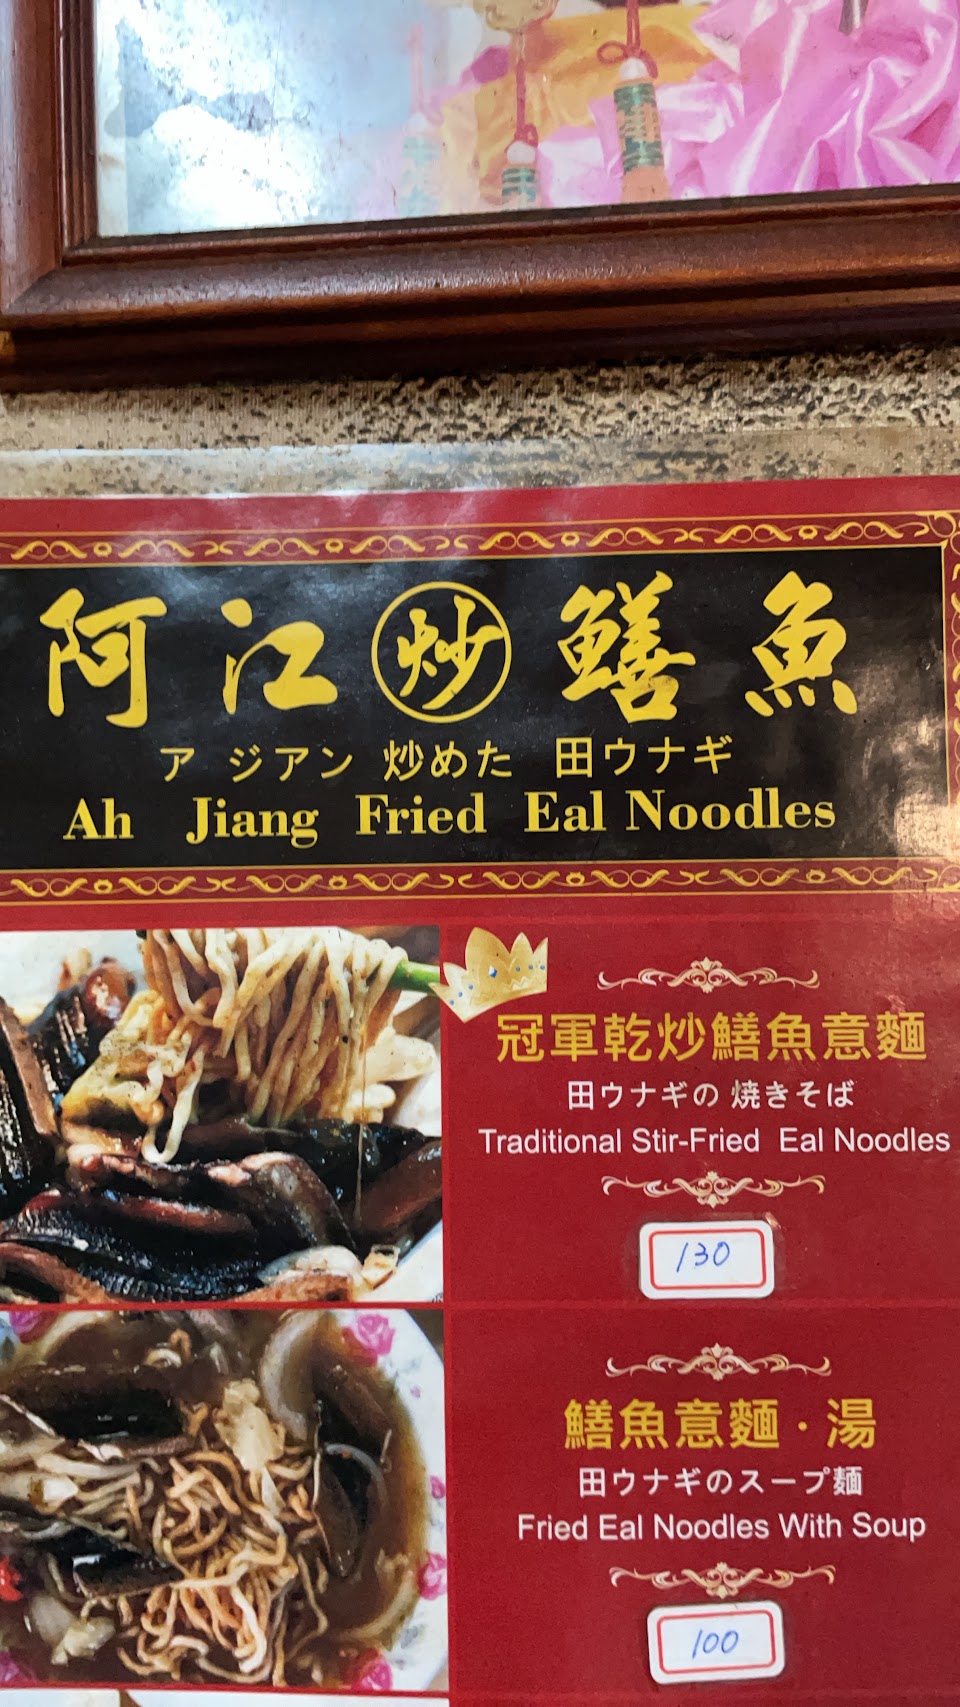 阿江炒鱔魚
ア ジアン 炒めた 田ウナギ
Ah Jiang Fried Eal Noodles
冠軍乾炒鱔魚意麵
田ウナギの 焼きそば
Traditional Stir-Fried Eal Noodles
130
鱔魚意麵·湯
田ウナギのスープ麺
Fried Eal Noodles With Soup
100